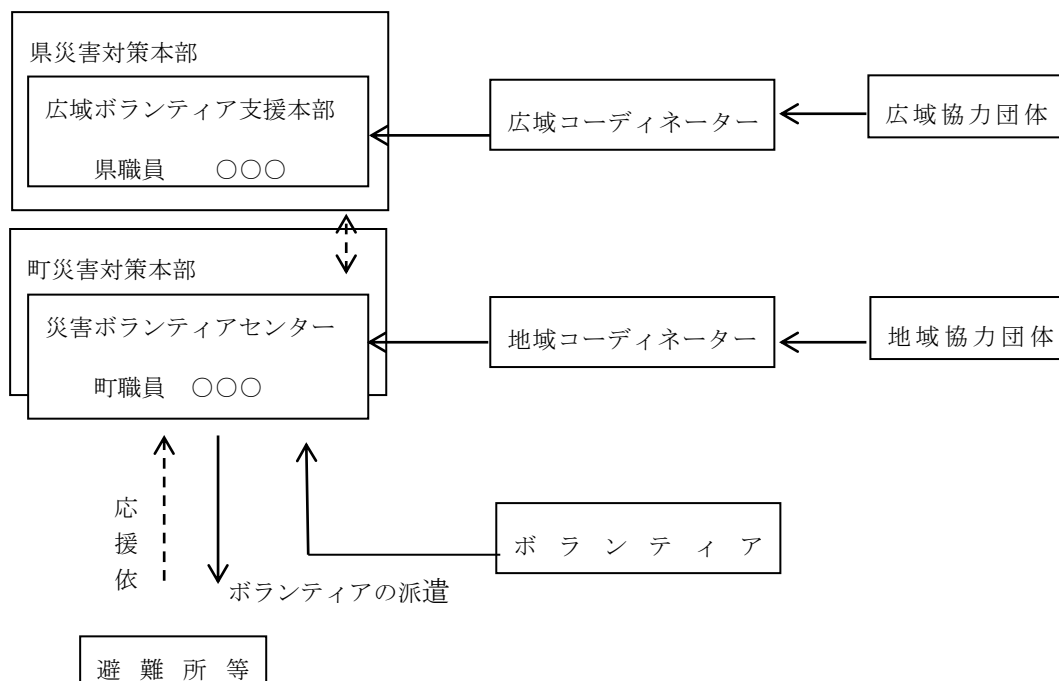 県災害対策本部
広域ボランティア支援本部
県職員 ○○○
広域コーディネーター
広域協力団体
町災害対策本部
災害ボランティアセンター
町職員 ○○○
地域コーディネーター
地域協力団体
応援依
ボランティア
ボランティアの派遣
避難所等